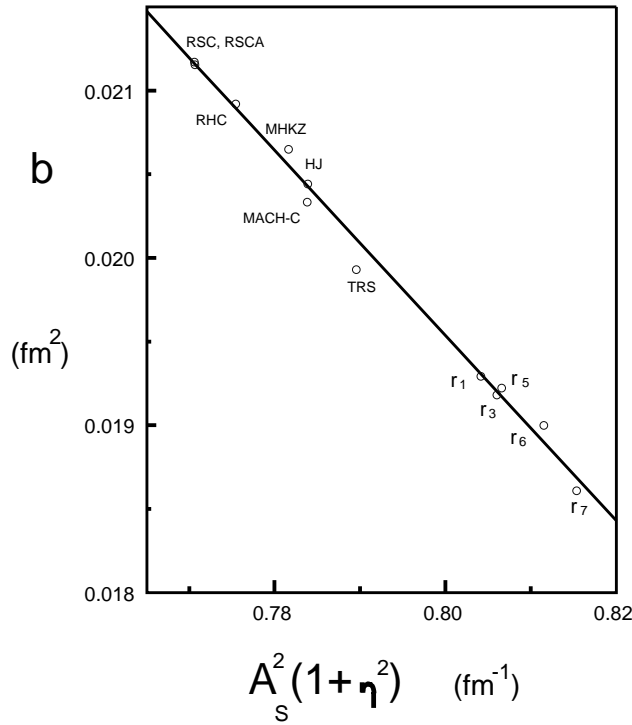 RSC, RSCA
0.021
RHC
MHKZ
b
HJ
MACH-C
0.020
TRS
(fm²)
r₁ r₅
0.019
r₃
r₆
r₇
0.018
0.78 0.80 0.82
A_S²(1+η²) (fm⁻¹)